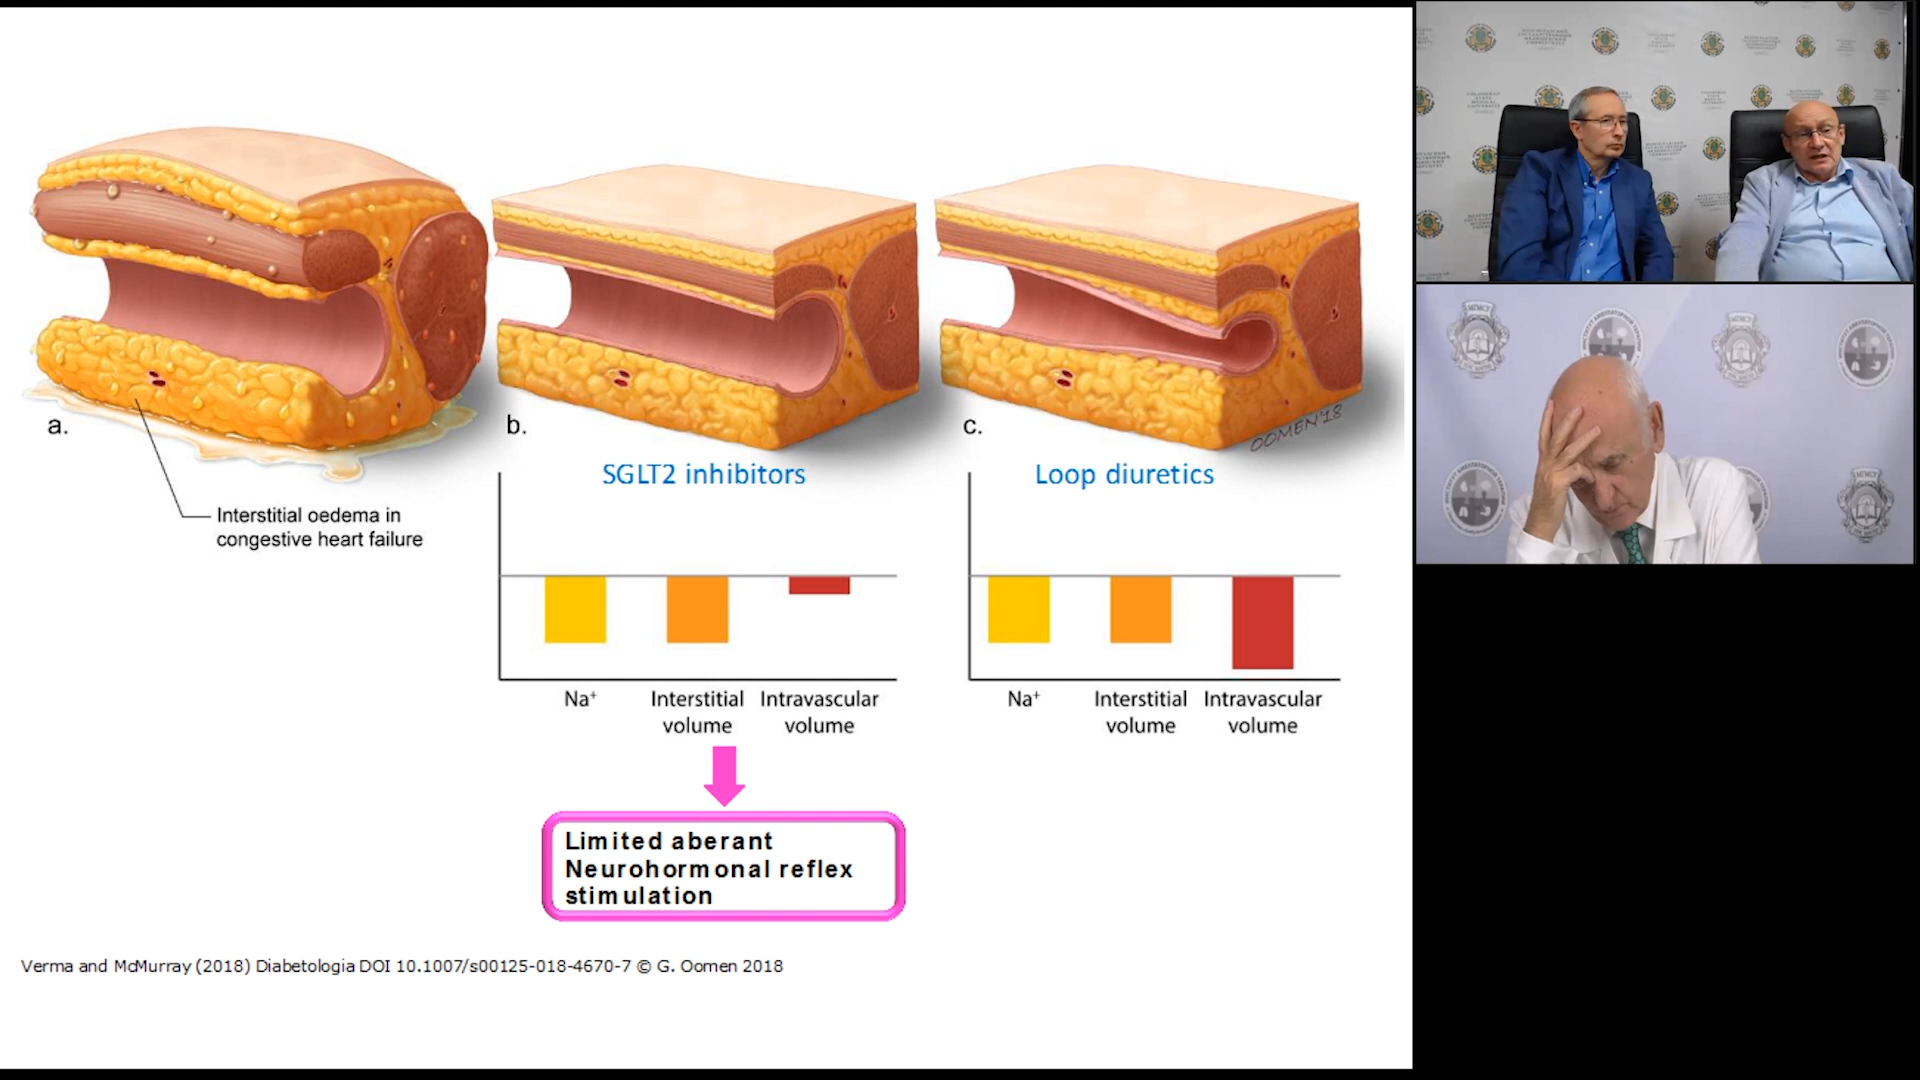 a.
b.
c.
OOMEN'18
Interstitial oedema in
congestive heart failure
SGLT2 inhibitors
Na⁺
Interstitial
volume
Intravascular
volume
Loop diuretics
Na⁺
Interstitial
volume
Intravascular
volume
Limited aberant
Neurohormonal reflex
stimulation
Verma and McMurray (2018) Diabetologia DOI 10.1007/s00125-018-4670-7 © G. Oomen 2018